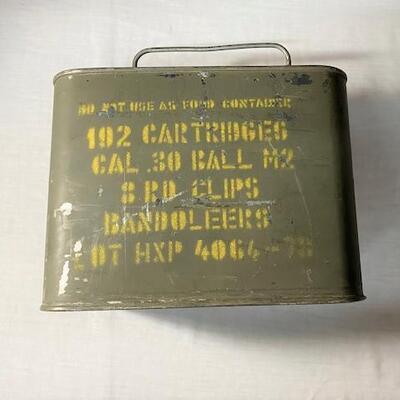 DO NOT USE AS FOOD CONTAINER
192 CARTRIDGES
CAL .30 BALL M2
8 RD. CLIPS
BANDOLEERS
LOT HXP 4064-78